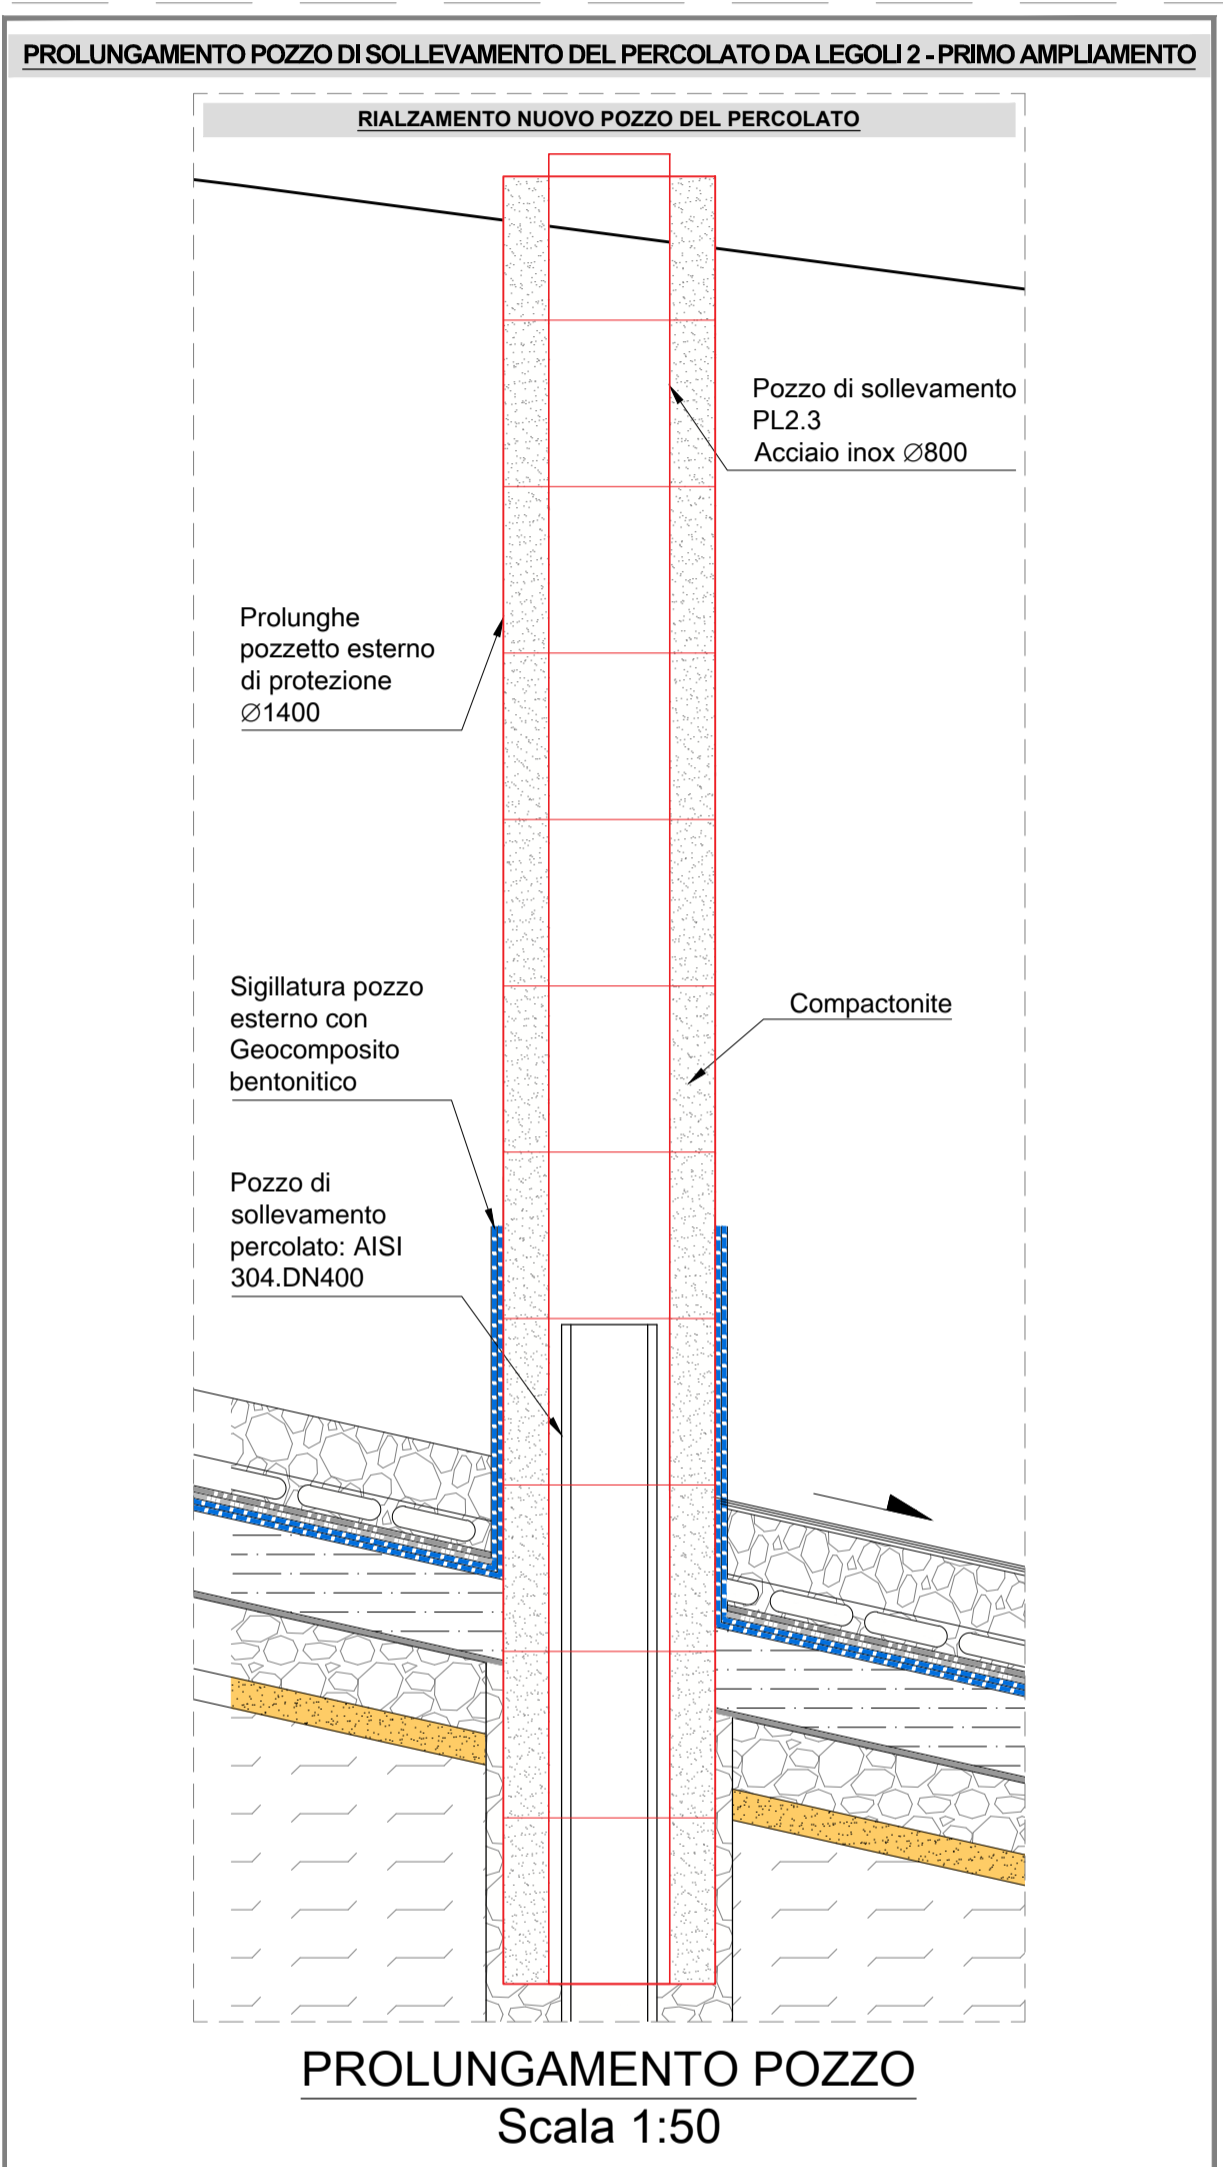 PROLUNGAMENTO POZZO DI SOLLEVAMENTO DEL PERCOLATO DA LEGOLI 2 - PRIMO AMPLIAMENTO
RIALZAMENTO NUOVO POZZO DEL PERCOLATO
Pozzo di sollevamento
PL2.3
Acciaio inox ∅800
Prolunghe
pozzetto esterno
di protezione
∅1400
Sigillatura pozzo
esterno con
Geocomposito
bentonitico
Compactonite
Pozzo di
sollevamento
percolato: AISI
304.DN400
PROLUNGAMENTO POZZO
Scala 1:50